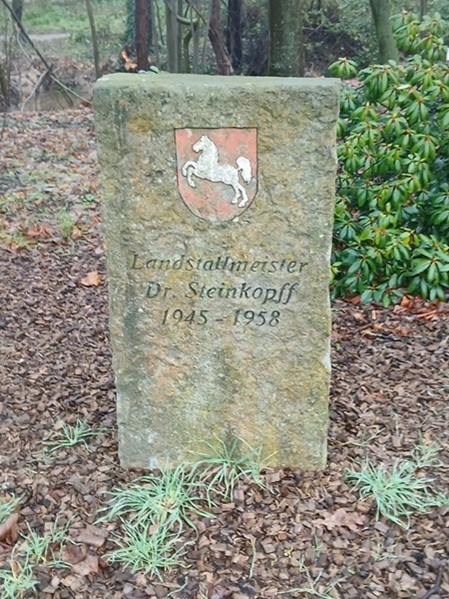 Landstallmeister
Dr. Steinkopff
1945 - 1958